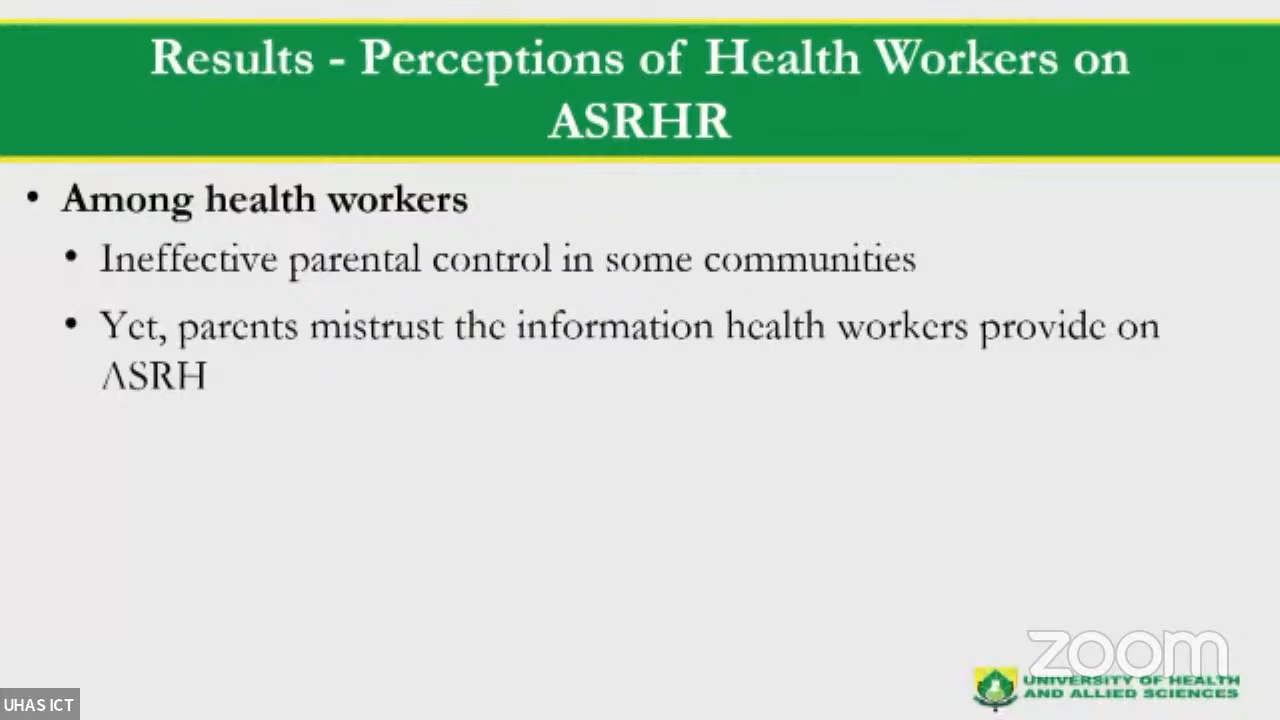 Results - Perceptions of Health Workers on
ASRHR
• Among health workers
• Ineffective parental control in some communities
• Yet, parents mistrust the information health workers provide on
ASRH
zoom
UNIVERSITY OF HEALTH
AND ALLIED SCIENCES
UHAS ICT